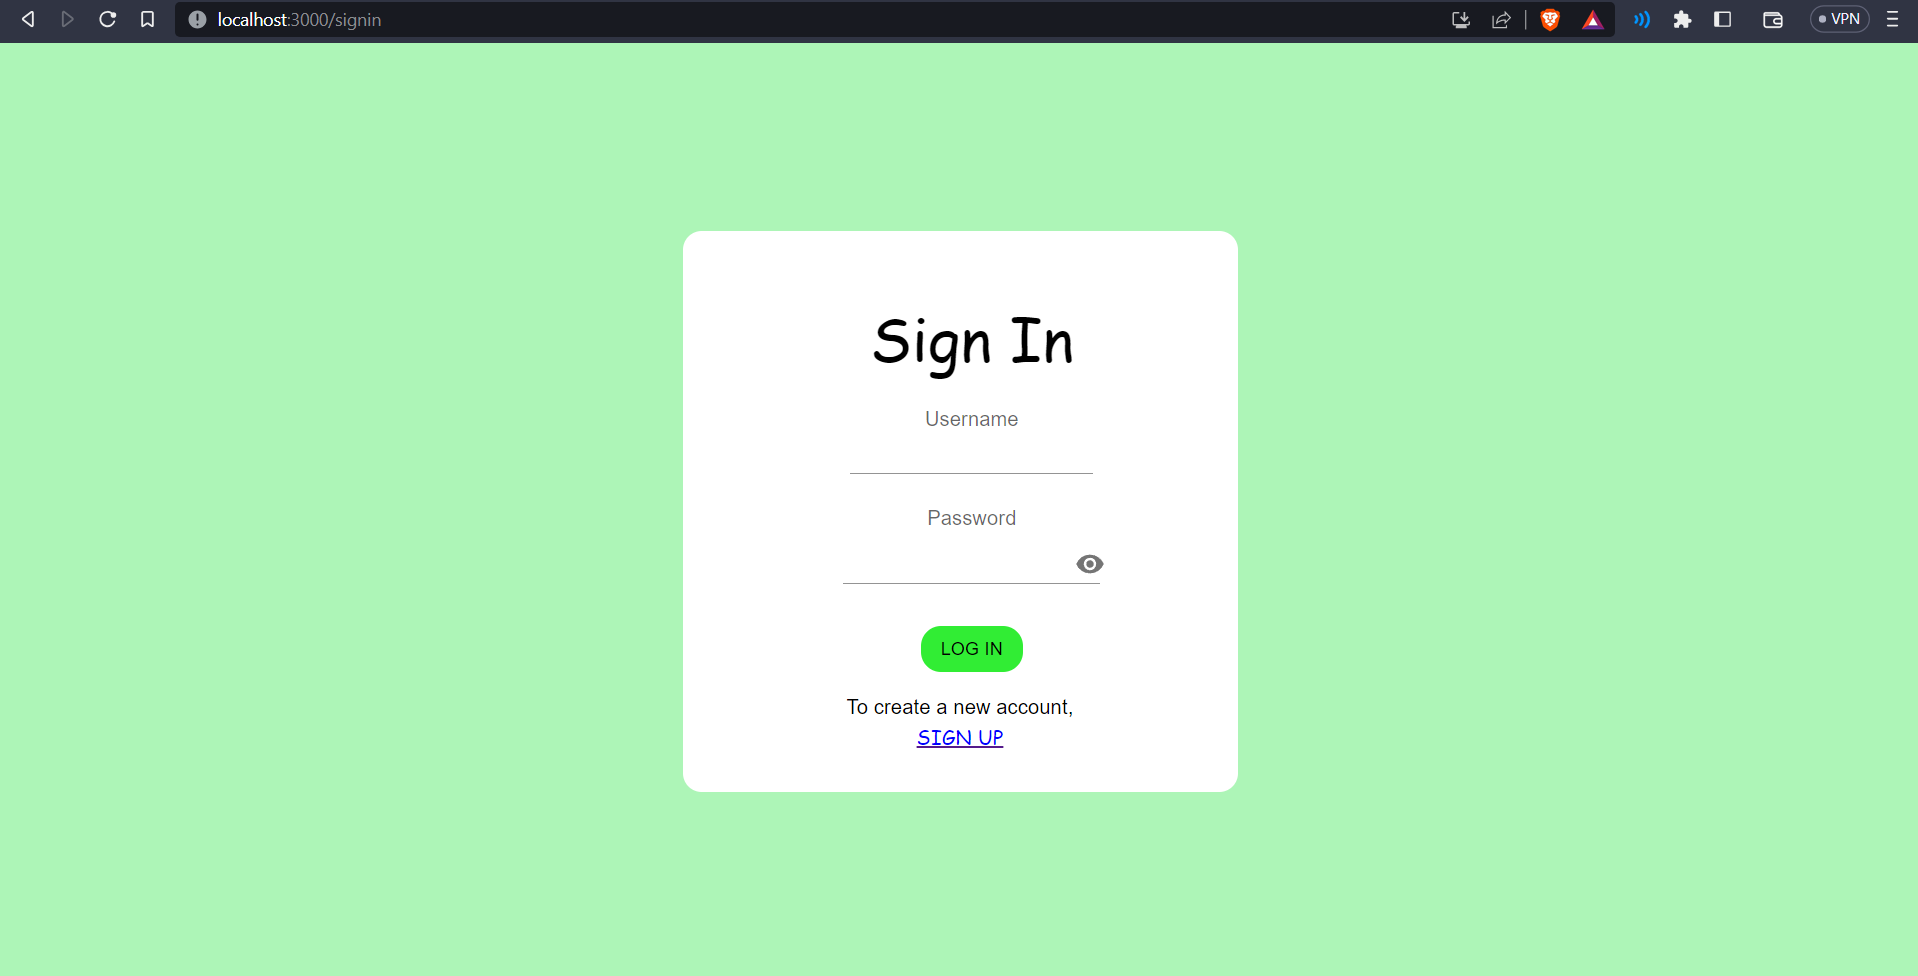 localhost:3000/signin
VPN
Sign In
Username
Password
LOG IN
To create a new account,
SIGN UP